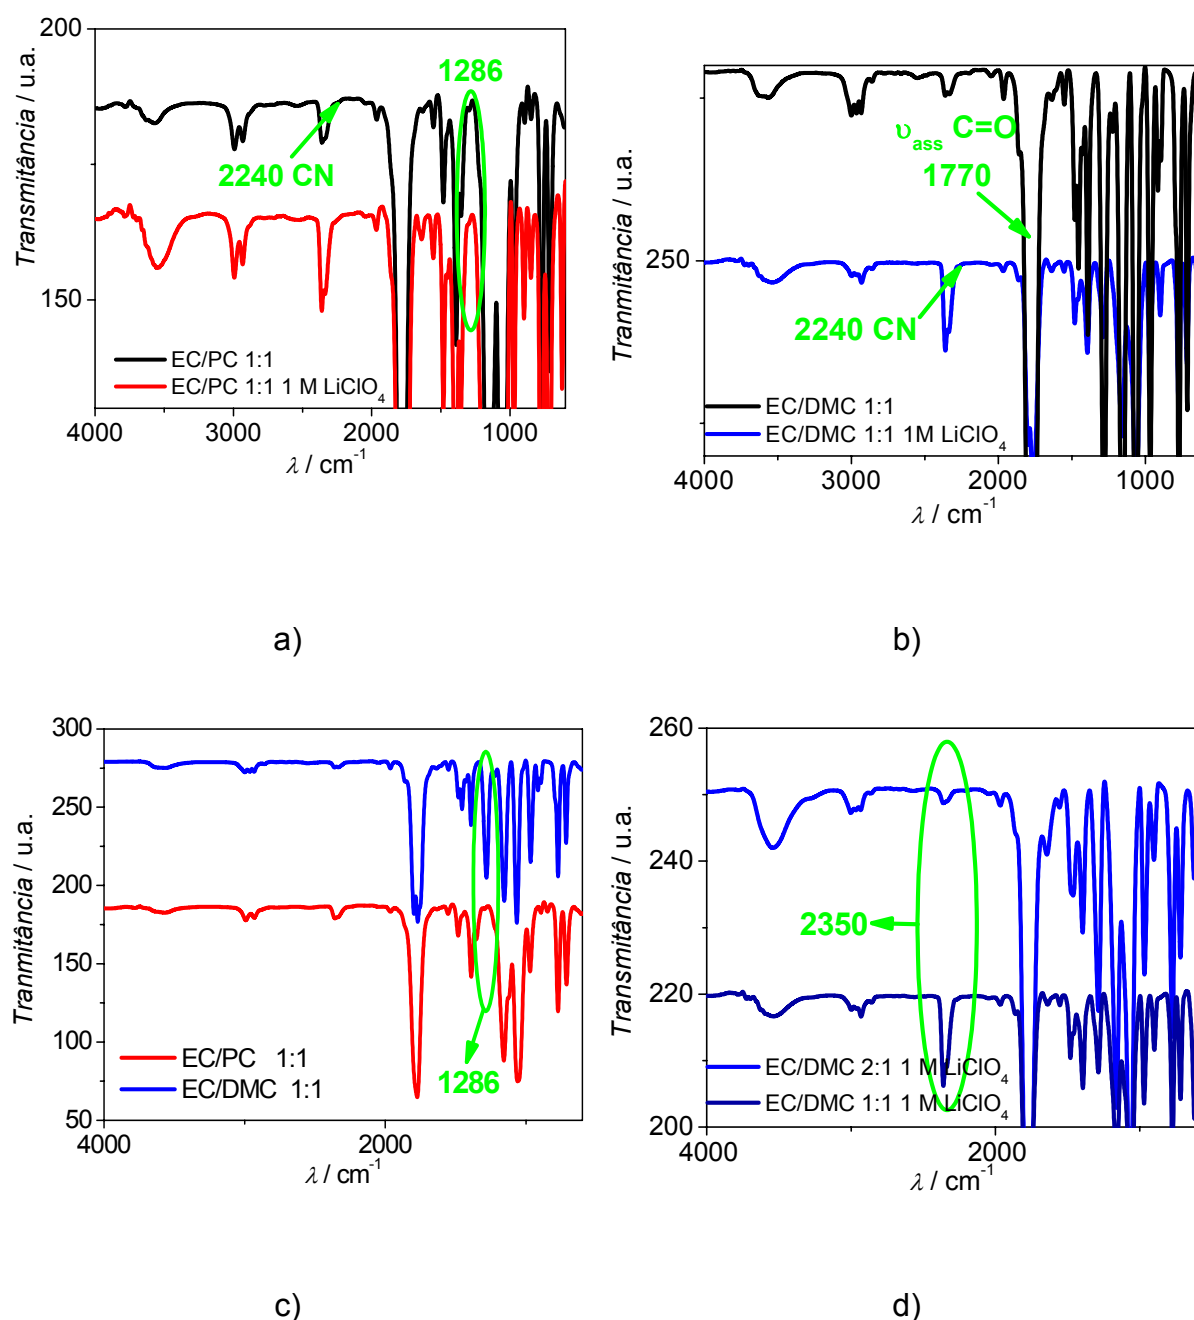 200
150
Transmitância / u.a.
1286
2240 CN
EC/PC 1:1
EC/PC 1:1 1 M LiClO4
4000 3000 2000 1000
λ / cm-1
a)
250
Tranmitância / u.a.
υass C=O
1770
2240 CN
EC/DMC 1:1
EC/DMC 1:1 1M LiClO4
4000 3000 2000 1000
λ / cm-1
b)
300
250
200
150
100
50
Tranmitância / u.a.
EC/PC 1:1
EC/DMC 1:1
1286
4000 2000
λ / cm-1
c)
260
240
220
200
Transmitância / u.a.
2350
EC/DMC 2:1 1 M LiClO4
EC/DMC 1:1 1 M LiClO4
4000 2000
λ / cm-1
d)